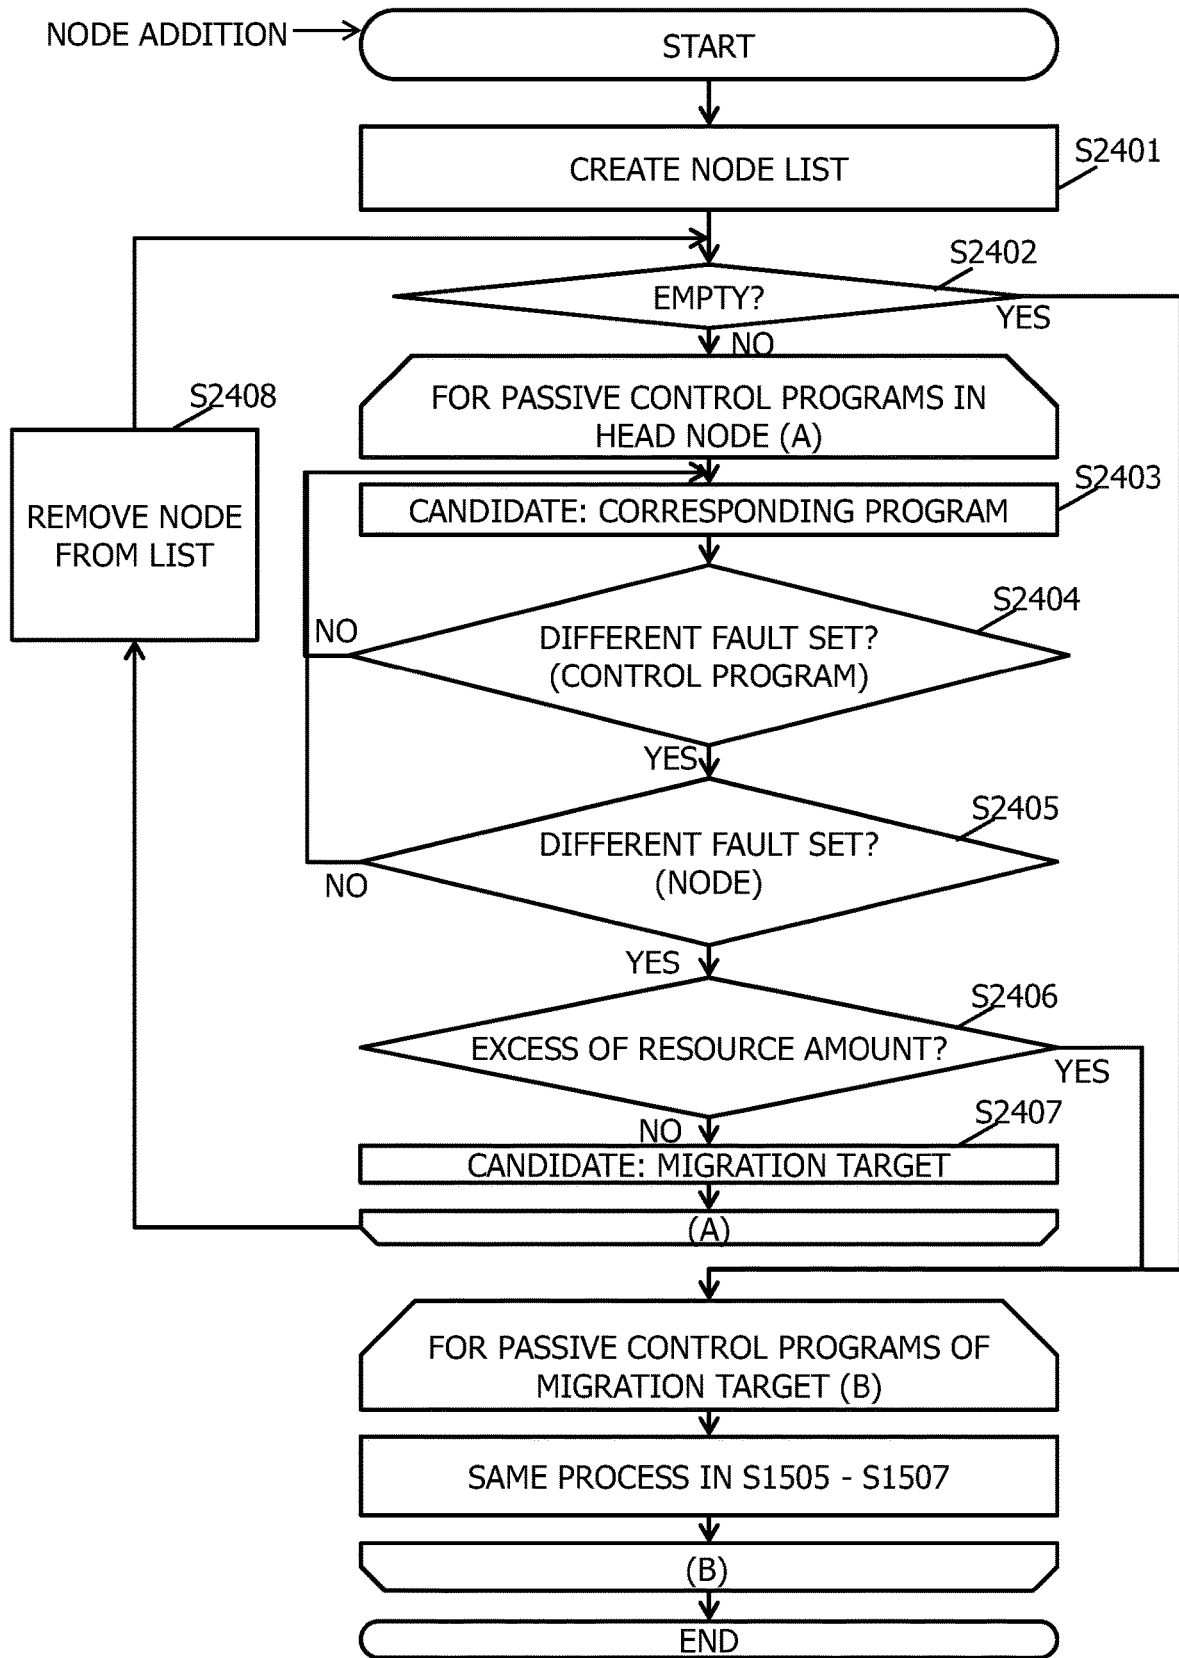 NODE ADDITION
START
CREATE NODE LIST
S2401
S2402
EMPTY?
YES
NO
FOR PASSIVE CONTROL PROGRAMS IN
HEAD NODE (A)
S2408
REMOVE NODE
FROM LIST
S2403
CANDIDATE: CORRESPONDING PROGRAM
S2404
DIFFERENT FAULT SET?
(CONTROL PROGRAM)
NO
YES
S2405
DIFFERENT FAULT SET?
(NODE)
NO
YES
S2406
EXCESS OF RESOURCE AMOUNT?
YES
NO
S2407
CANDIDATE: MIGRATION TARGET
(A)
FOR PASSIVE CONTROL PROGRAMS OF
MIGRATION TARGET (B)
SAME PROCESS IN S1505 - S1507
(B)
END